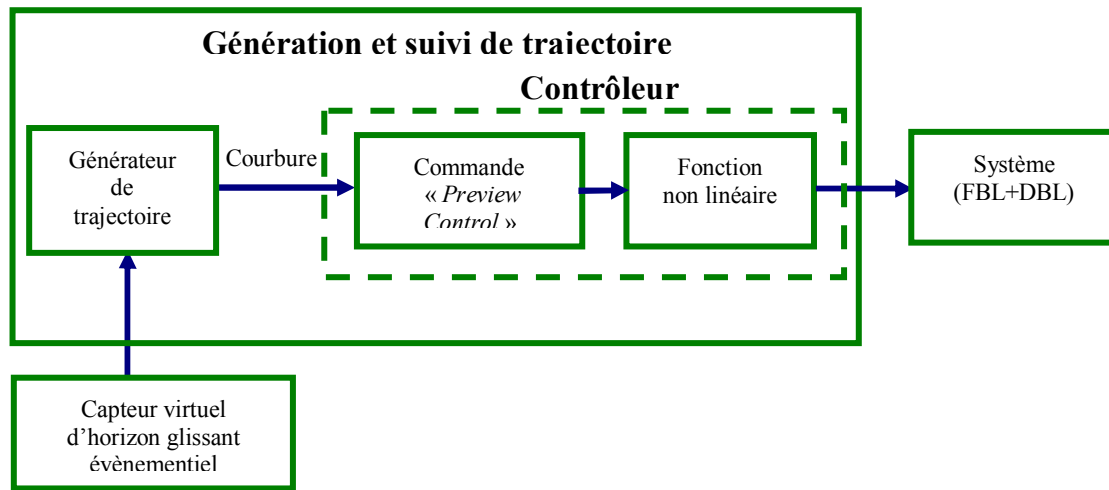 Génération et suivi de traiectoire
Contrôleur
Générateur
de
trajectoire
Courbure
Commande
« Preview
Control »
Fonction
non linéaire
Système
(FBL+DBL)
Capteur virtuel
d’horizon glissant
évènementiel